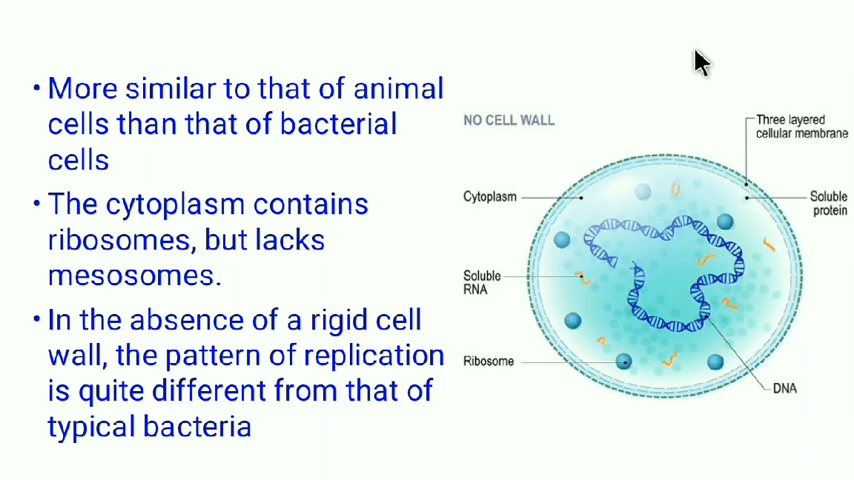 • More similar to that of animal
cells than that of bacterial
cells
• The cytoplasm contains
ribosomes, but lacks
mesosomes.
• In the absence of a rigid cell
wall, the pattern of replication
is quite different from that of
typical bacteria
NO CELL WALL
Three layered
cellular membrane
Cytoplasm
Soluble
protein
Soluble
RNA
Ribosome
DNA